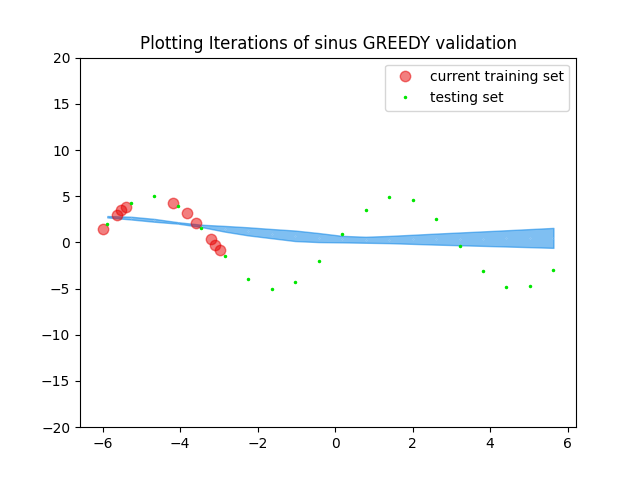 Plotting Iterations of sinus GREEDY validation
current training set
testing set
20
15
10
5
0
−5
−10
−15
−20
−6 −4 −2 0 2 4 6